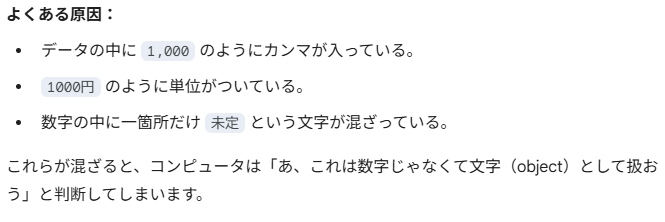 よくある原因：
• データの中に 1,000 のようにカンマが入っている。
• 1000円 のように単位がついている。
• 数字の中に一箇所だけ 未定 という文字が混ざっている。
これらが混ざると、コンピュータは「あ、これは数字じゃなくて文字（object）として扱お
う」と判断してしまいます。